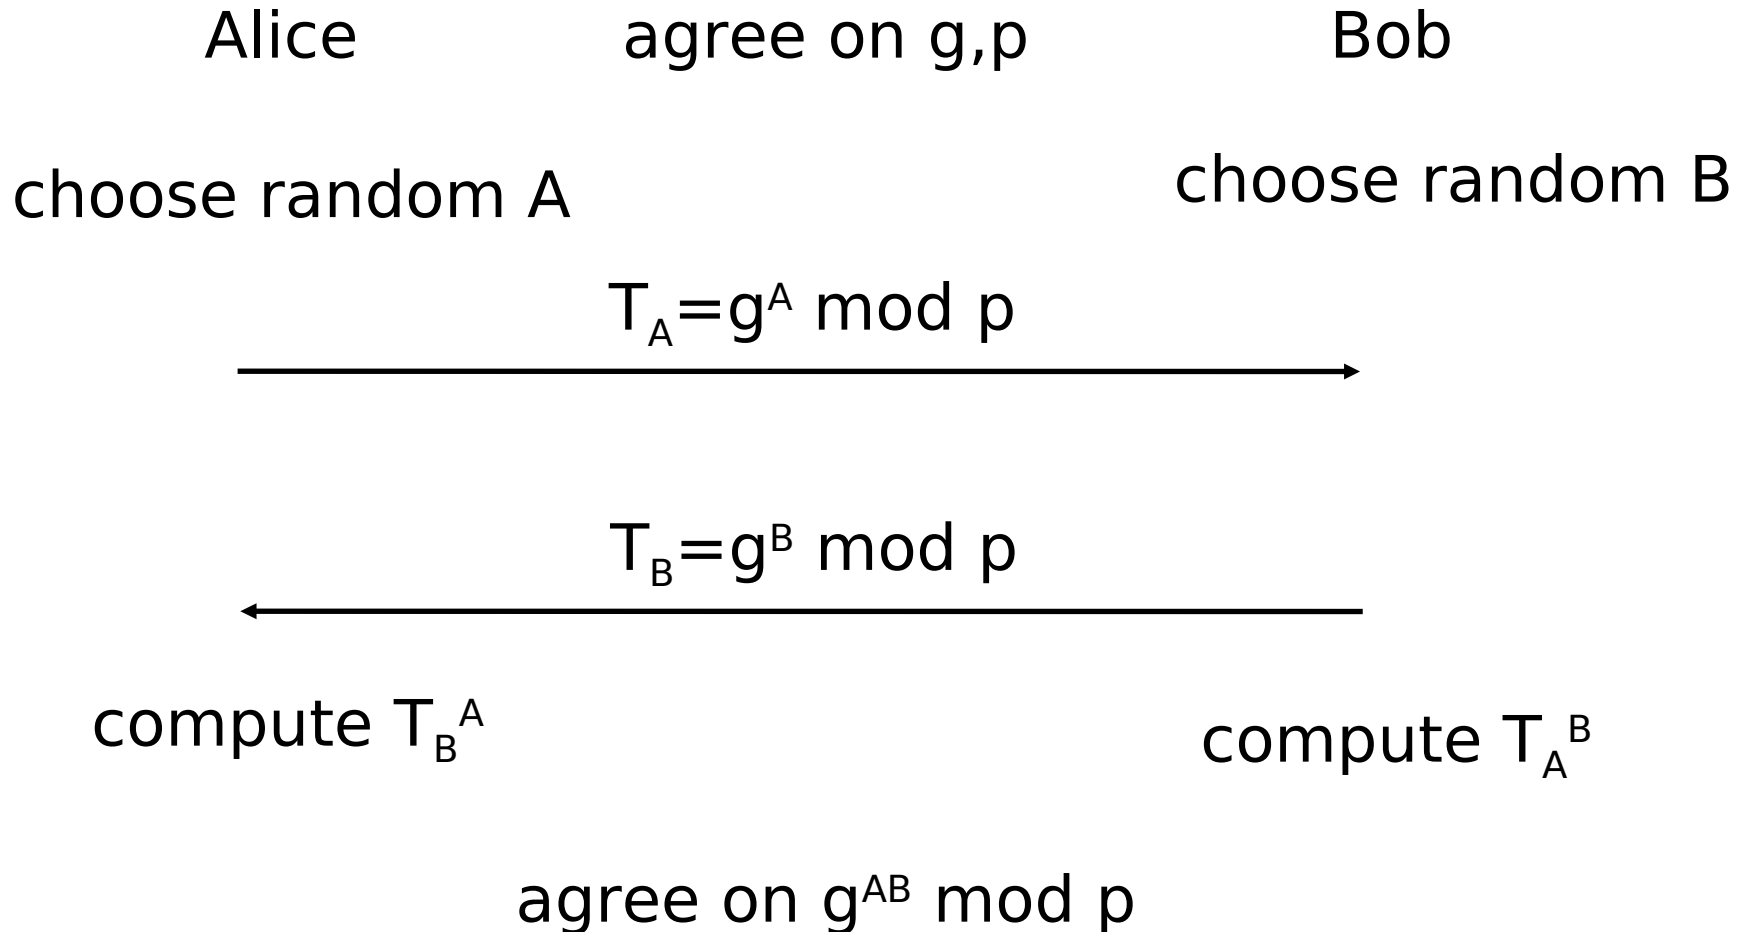 Alice agree on g,p Bob
choose random A choose random B
T_A=g^A mod p
T_B=g^B mod p
compute T_B^A compute T_A^B
agree on g^AB mod p